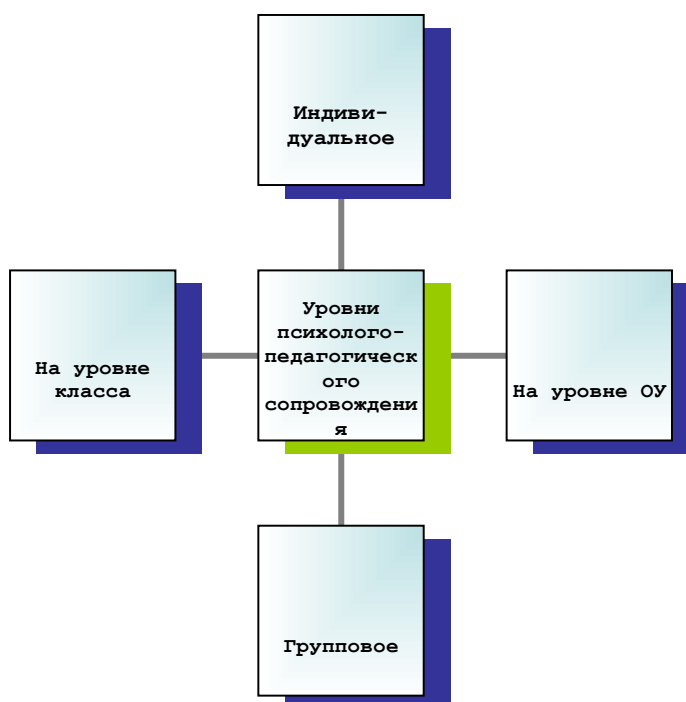 Индиви-
дуальное
На уровне
класса
Уровни
психолого-
педагогическ
ого
сопровождени
я
На уровне ОУ
Групповое